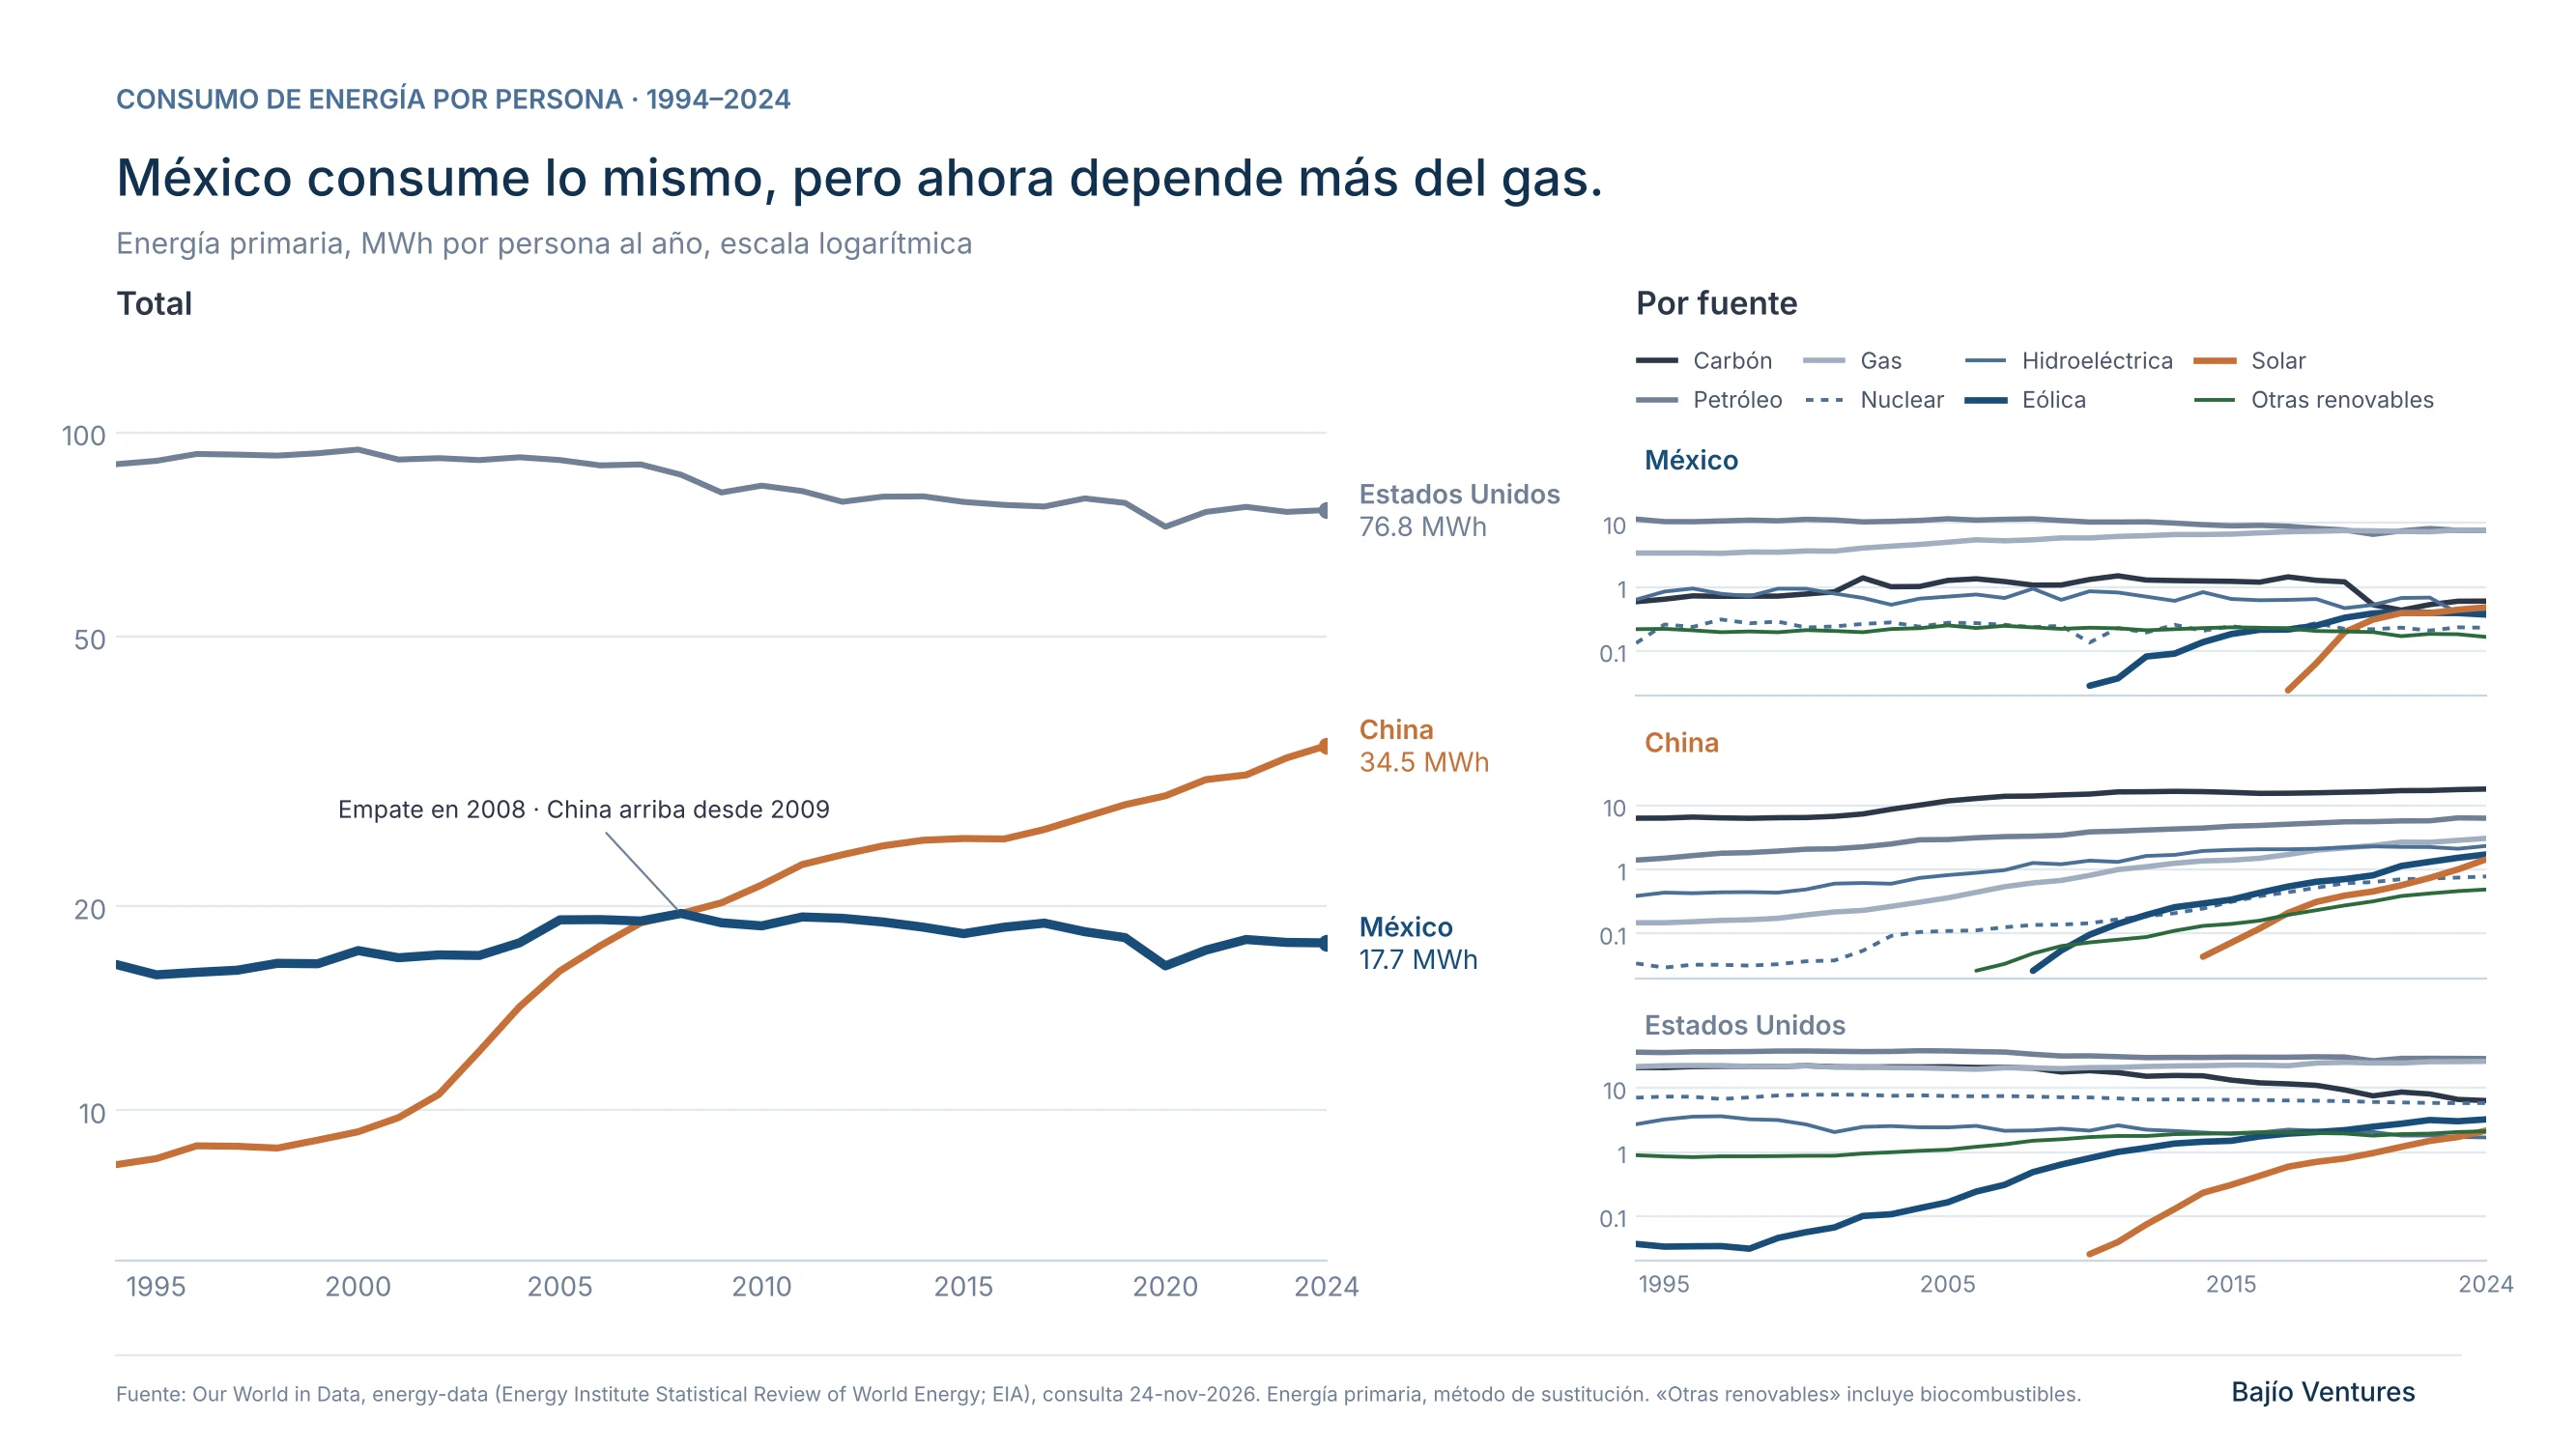 CONSUMO DE ENERGÍA POR PERSONA · 1994–2024
México consume lo mismo, pero ahora depende más del gas.
Energía primaria, MWh por persona al año, escala logarítmica
Total
100
50
20
10
Estados Unidos
76.8 MWh
China
34.5 MWh
Empate en 2008 · China arriba desde 2009
México
17.7 MWh
1995 2000 2005 2010 2015 2020 2024
Por fuente
Carbón Gas Hidroeléctrica Solar
Petróleo Nuclear Eólica Otras renovables
México
10
1
0.1
China
10
1
0.1
Estados Unidos
10
1
0.1
1995 2005 2015 2024
Fuente: Our World in Data, energy-data (Energy Institute Statistical Review of World Energy; EIA), consulta 24-nov-2026. Energía primaria, método de sustitución. «Otras renovables» incluye biocombustibles.
Bajío Ventures